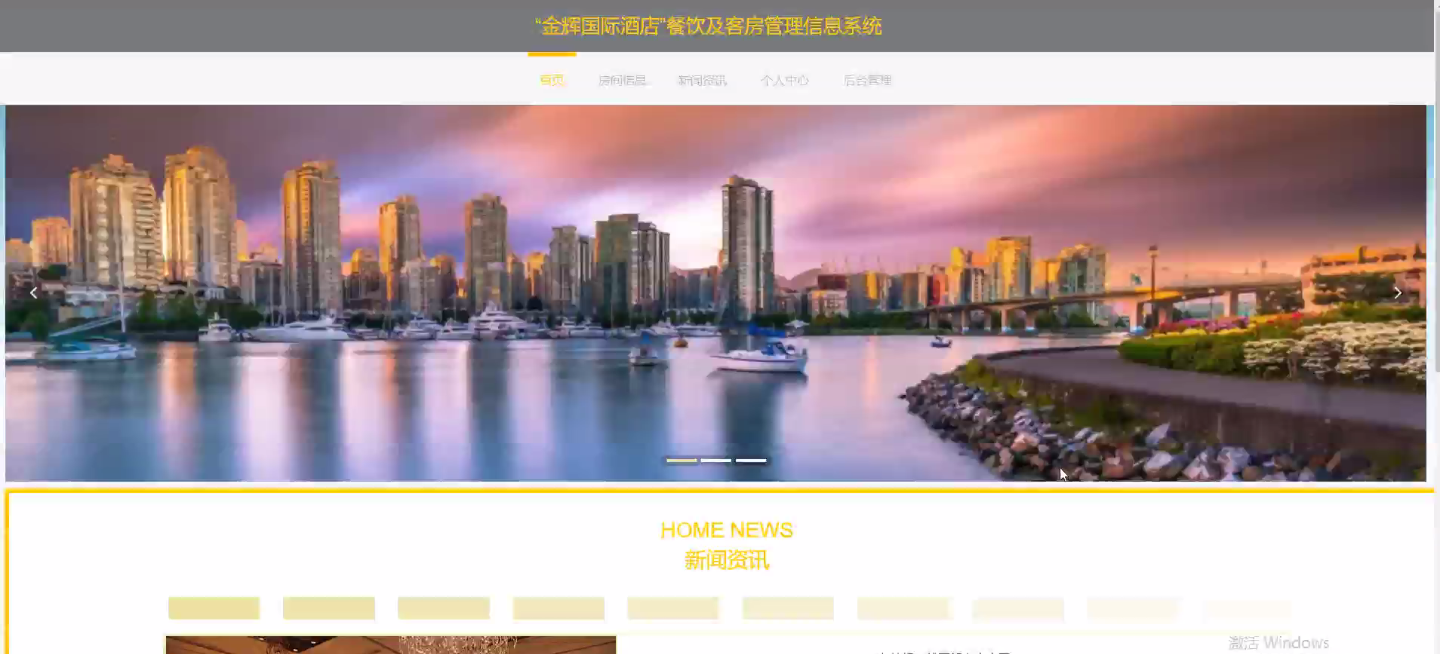 “金辉国际酒店”餐饮及客房管理信息系统
首页 房间信息 新闻资讯 个人中心 后台管理
HOME NEWS
新闻资讯
激活 Windows